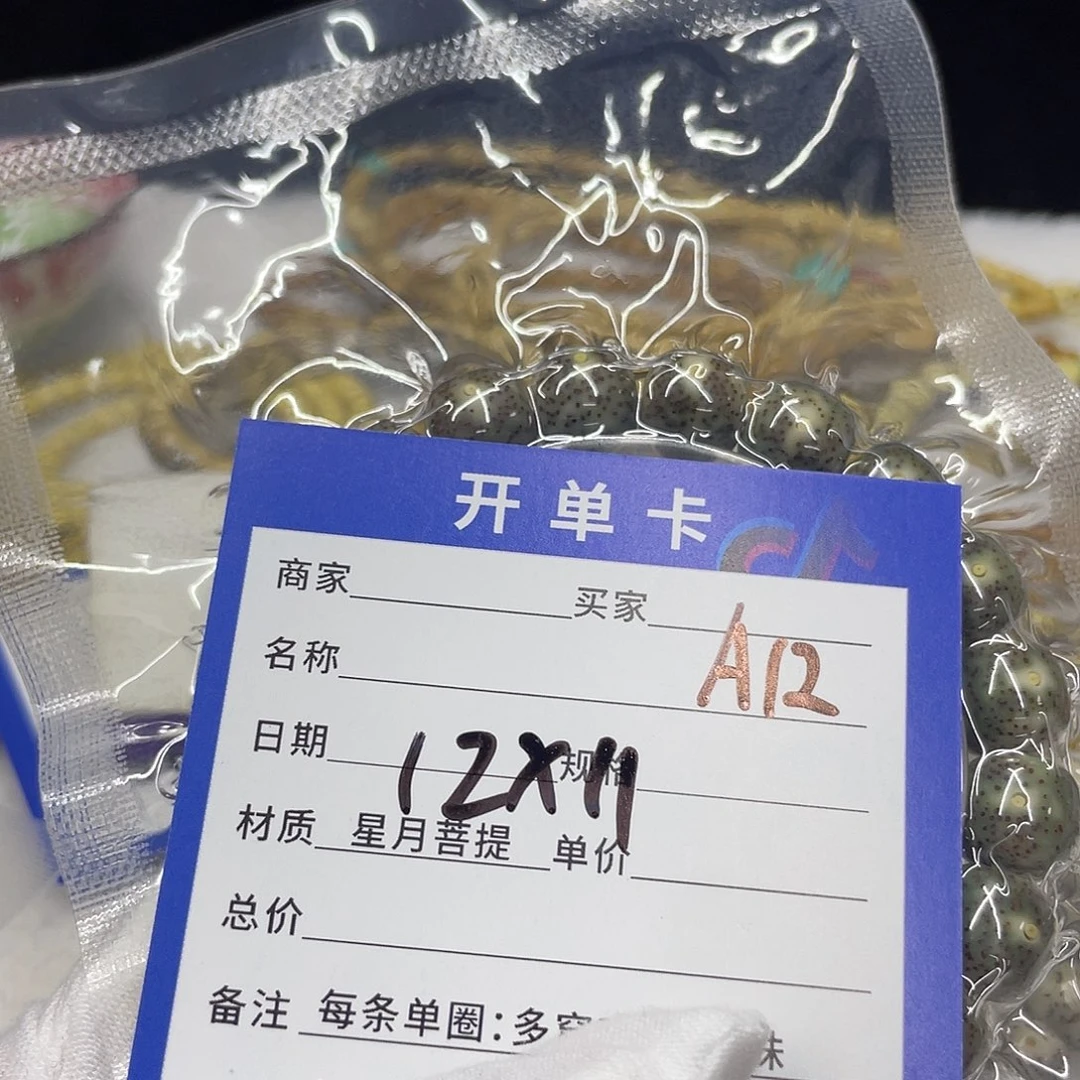 开单卡
商家 买家
A12
名称
日期 规格
12X11
材质 星月菩提 单价
总价
备注 每条单圈：多